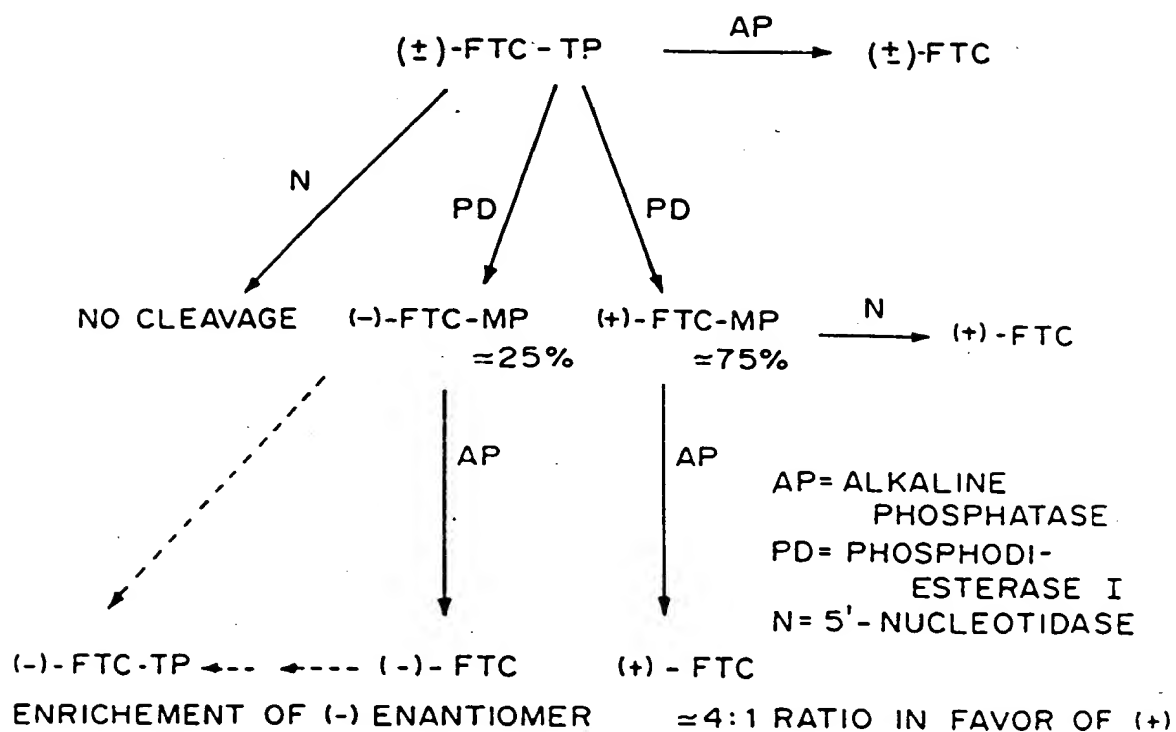 (±)-FTC-TP AP (±)-FTC
N PD PD
NO CLEAVAGE (-)-FTC-MP (+)-FTC-MP N (+)-FTC
≃25% ≃75%
AP AP
AP= ALKALINE
PHOSPHATASE
PD= PHOSPHODI-
ESTERASE I
N= 5'-NUCLEOTIDASE
(-)-FTC-TP (-)-FTC (+)-FTC
ENRICHEMENT OF (-) ENANTIOMER ≃4:1 RATIO IN FAVOR OF (+)